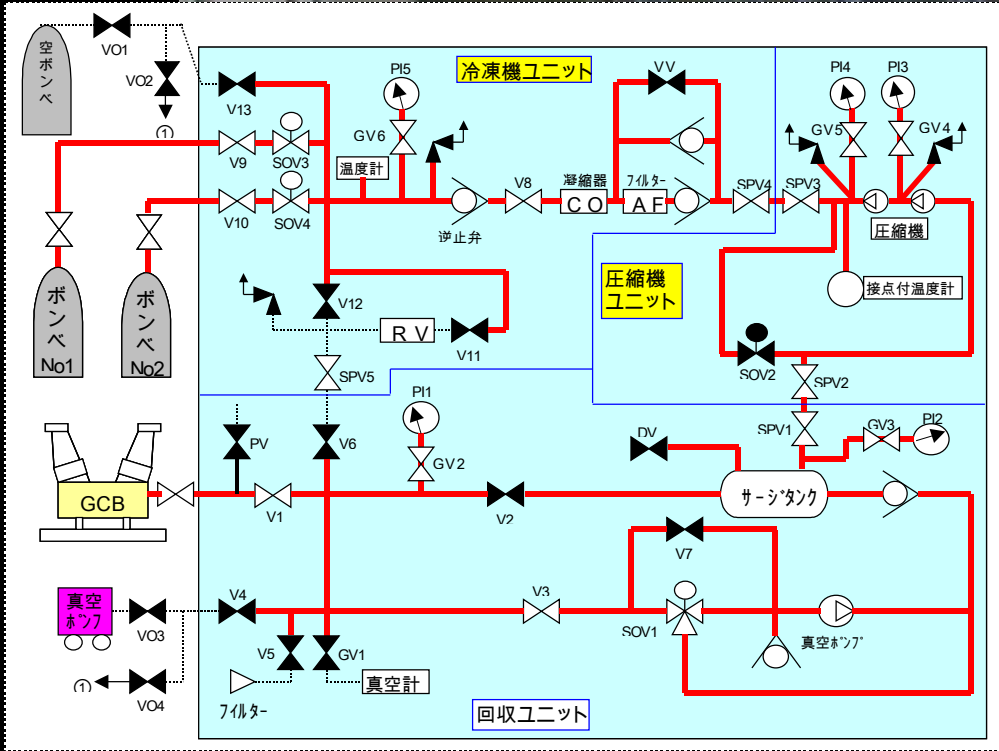 空ボンベ
VO1
VO2
①
冷凍機ユニット
V13
V9
SOV3
V10
SOV4
PI5
GV6
温度計
逆止弁
V8
凝縮器
CO
フィルター
AF
VV
SPV4
SPV3
PI4
PI3
GV5
GV4
圧縮機
接点付温度計
圧縮機
ユニット
SOV2
SPV2
SPV1
ボンベ
No1
ボンベ
No2
V12
RV
V11
SPV5
PI1
GV2
PV
V6
GCB
V1
V2
DV
GV3
PI2
サージタンク
V7
V3
SOV1
真空ポンプ
真空
ポンプ
VO3
V4
V5
GV1
真空計
フィルター
①
VO4
回収ユニット